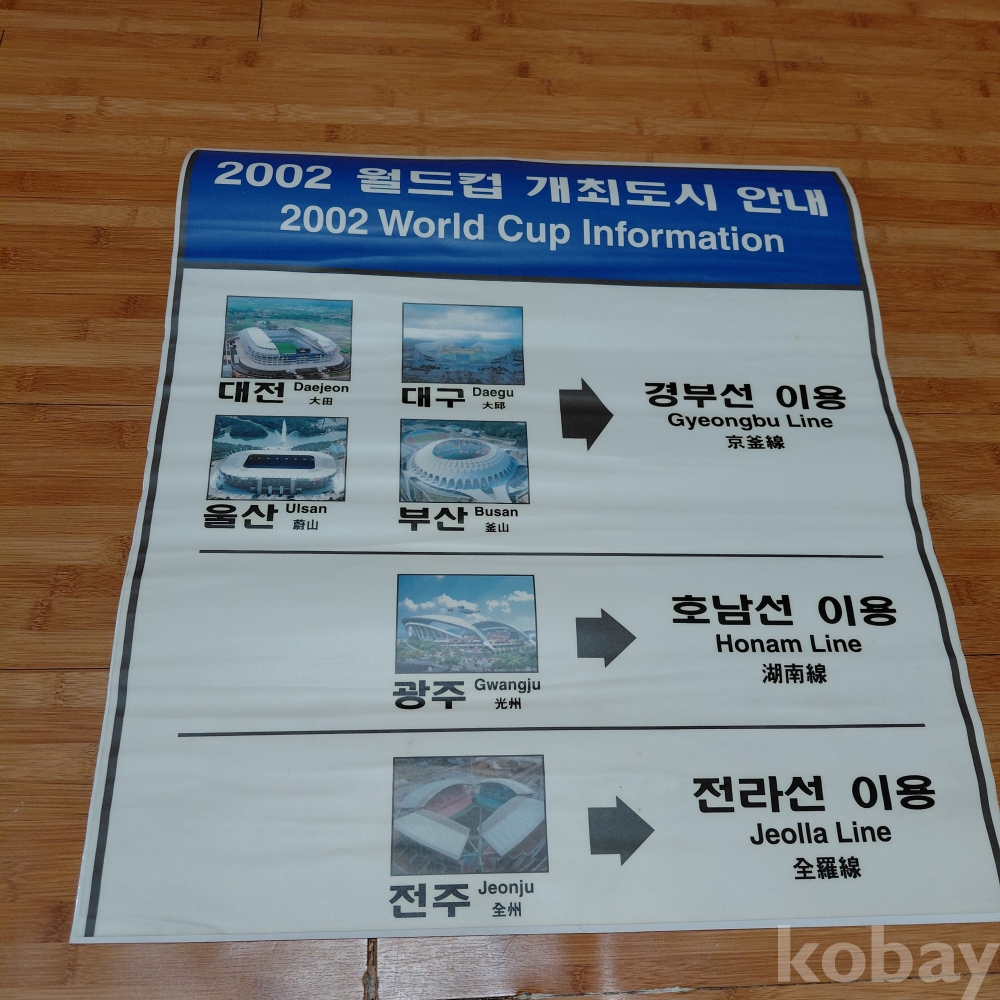 2002 월드컵 개최도시 안내
2002 World Cup Information
대전 Daejeon 大田
대구 Daegu 大邱
울산 Ulsan 蔚山
부산 Busan 釜山
경부선 이용
Gyeongbu Line
京釜線
광주 Gwangju 光州
호남선 이용
Honam Line
湖南線
전주 Jeonju 全州
전라선 이용
Jeolla Line
全羅線
kobay